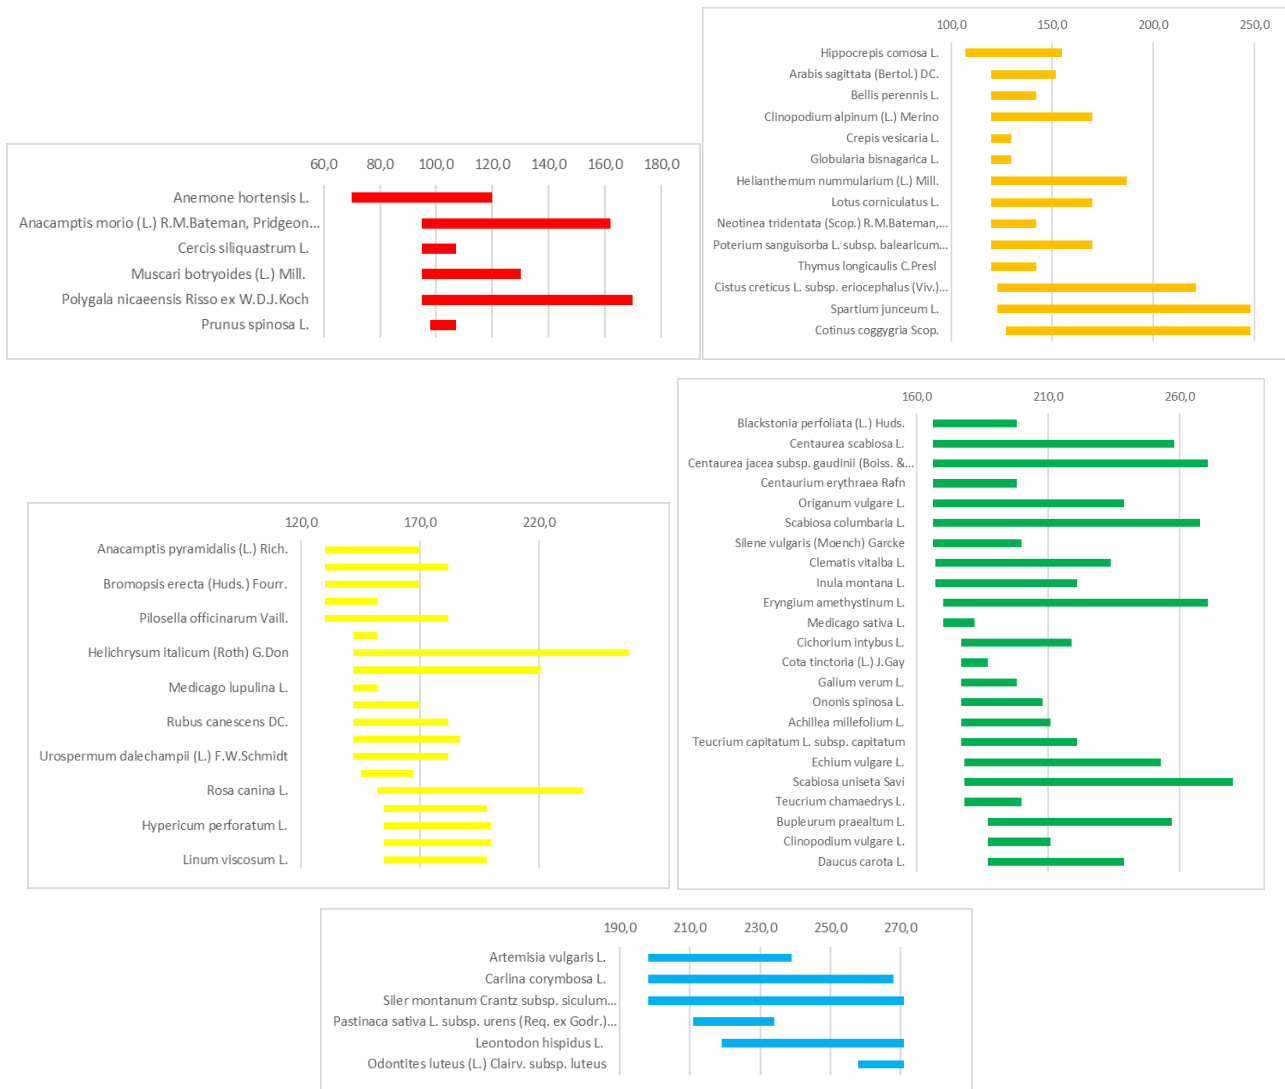 100,0 150,0 200,0 250,0
Hippocrepis comosa L.
Arabis sagittata (Bertol.) DC.
Bellis perennis L.
Clinopodium alpinum (L.) Merino
Crepis vesicaria L.
Globularia bisnagarica L.
Helianthemum nummularium (L.) Mill.
Lotus corniculatus L.
Neotinea tridentata (Scop.) R.M.Bateman,...
Poterium sanguisorba L. subsp. balearicum...
Thymus longicaulis C.Presl
Cistus creticus L. subsp. eriocephalus (Viv.)...
Spartium junceum L.
Cotinus coggygria Scop.
60,0 80,0 100,0 120,0 140,0 160,0 180,0
Anemone hortensis L.
Anacamptis morio (L.) R.M.Bateman, Pridgeon...
Cercis siliquastrum L.
Muscari botryoides (L.) Mill.
Polygala nicaeensis Risso ex W.D.J.Koch
Prunus spinosa L.
160,0 210,0 260,0
Blackstonia perfoliata (L.) Huds.
Centaurea scabiosa L.
Centaurea jacea subsp. gaudinii (Boiss. &...
Centaurium erythraea Rafn
Origanum vulgare L.
Scabiosa columbaria L.
Silene vulgaris (Moench) Garcke
Clematis vitalba L.
Inula montana L.
Eryngium amethystinum L.
Medicago sativa L.
Cichorium intybus L.
Cota tinctoria (L.) J.Gay
Galium verum L.
Ononis spinosa L.
Achillea millefolium L.
Teucrium capitatum L. subsp. capitatum
Echium vulgare L.
Scabiosa uniseta Savi
Teucrium chamaedrys L.
Bupleurum praealtum L.
Clinopodium vulgare L.
Daucus carota L.
120,0 170,0 220,0
Anacamptis pyramidalis (L.) Rich.
Bromopsis erecta (Huds.) Fourr.
Pilosella officinarum Vaill.
Helichrysum italicum (Roth) G.Don
Medicago lupulina L.
Rubus canescens DC.
Urospermum dalechampii (L.) F.W.Schmidt
Rosa canina L.
Hypericum perforatum L.
Linum viscosum L.
190,0 210,0 230,0 250,0 270,0
Artemisia vulgaris L.
Carlina corymbosa L.
Siler montanum Crantz subsp. siculum...
Pastinaca sativa L. subsp. urens (Req. ex Godr.)...
Leontodon hispidus L.
Odontites luteus (L.) Clairv. subsp. luteus